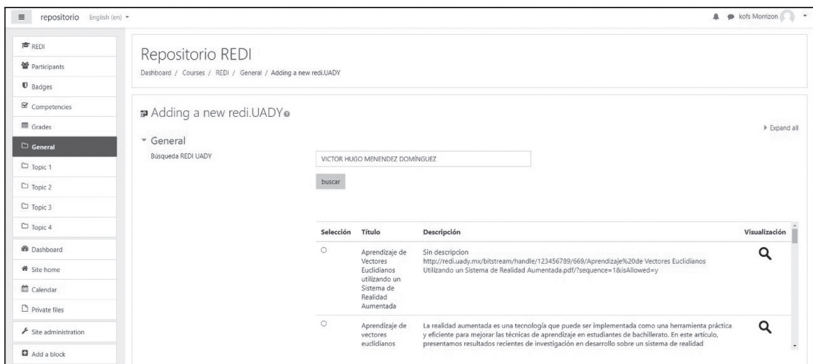 repositorio English (en)
kofs Morrizon
REDI
Participants
Badges
Competencies
Grades
General
Topic 1
Topic 2
Topic 3
Topic 4
Dashboard
Site home
Calendar
Private files
Site administration
Add a block
Repositorio REDI
Dashboard / Courses / REDI / General / Adding a new redi.UADY
Adding a new redi.UADY
Expand all
General
Búsqueda REDI UADY
VICTOR HUGO MENENDEZ DOMÍNGUEZ
buscar
Selección Título Descripción Visualización
Aprendizaje de
Vectores
Euclidianos
utilizando un
Sistema de
Realidad
Aumentada
Sin descripcion
http://redi.uady.mx/bitstream/handle/123456789/669/Aprendizaje%20de Vectores Euclidianos
Utilizando un Sistema de Realidad Aumentada.pdf/?sequence=1&isAllowed=y
Aprendizaje de
vectores
euclidianos
La realidad aumentada es una tecnología que puede ser implementada como una herramienta práctica
y eficiente para mejorar las técnicas de aprendizaje en estudiantes de bachillerato. En este artículo,
presentamos resultados recientes de investigación en desarrollo sobre un sistema de realidad